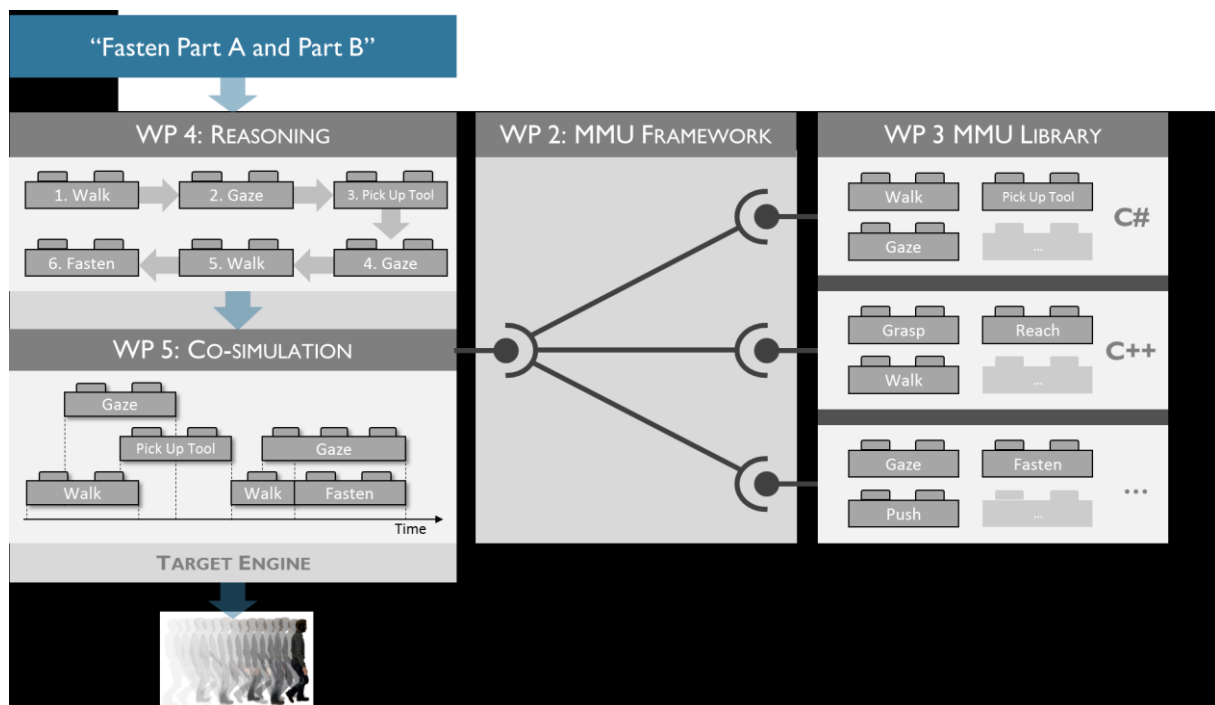 “Fasten Part A and Part B”
WP 4: Reasoning
1. Walk
2. Gaze
3. Pick Up Tool
6. Fasten
5. Walk
4. Gaze
WP 5: Co-simulation
Gaze
Pick Up Tool
Gaze
Walk
Walk
Fasten
Time
Target Engine
WP 2: MMU Framework
WP 3 MMU Library
Walk
Pick Up Tool
C#
Gaze
...
Grasp
Reach
C++
Walk
...
Gaze
Fasten
...
Push
...